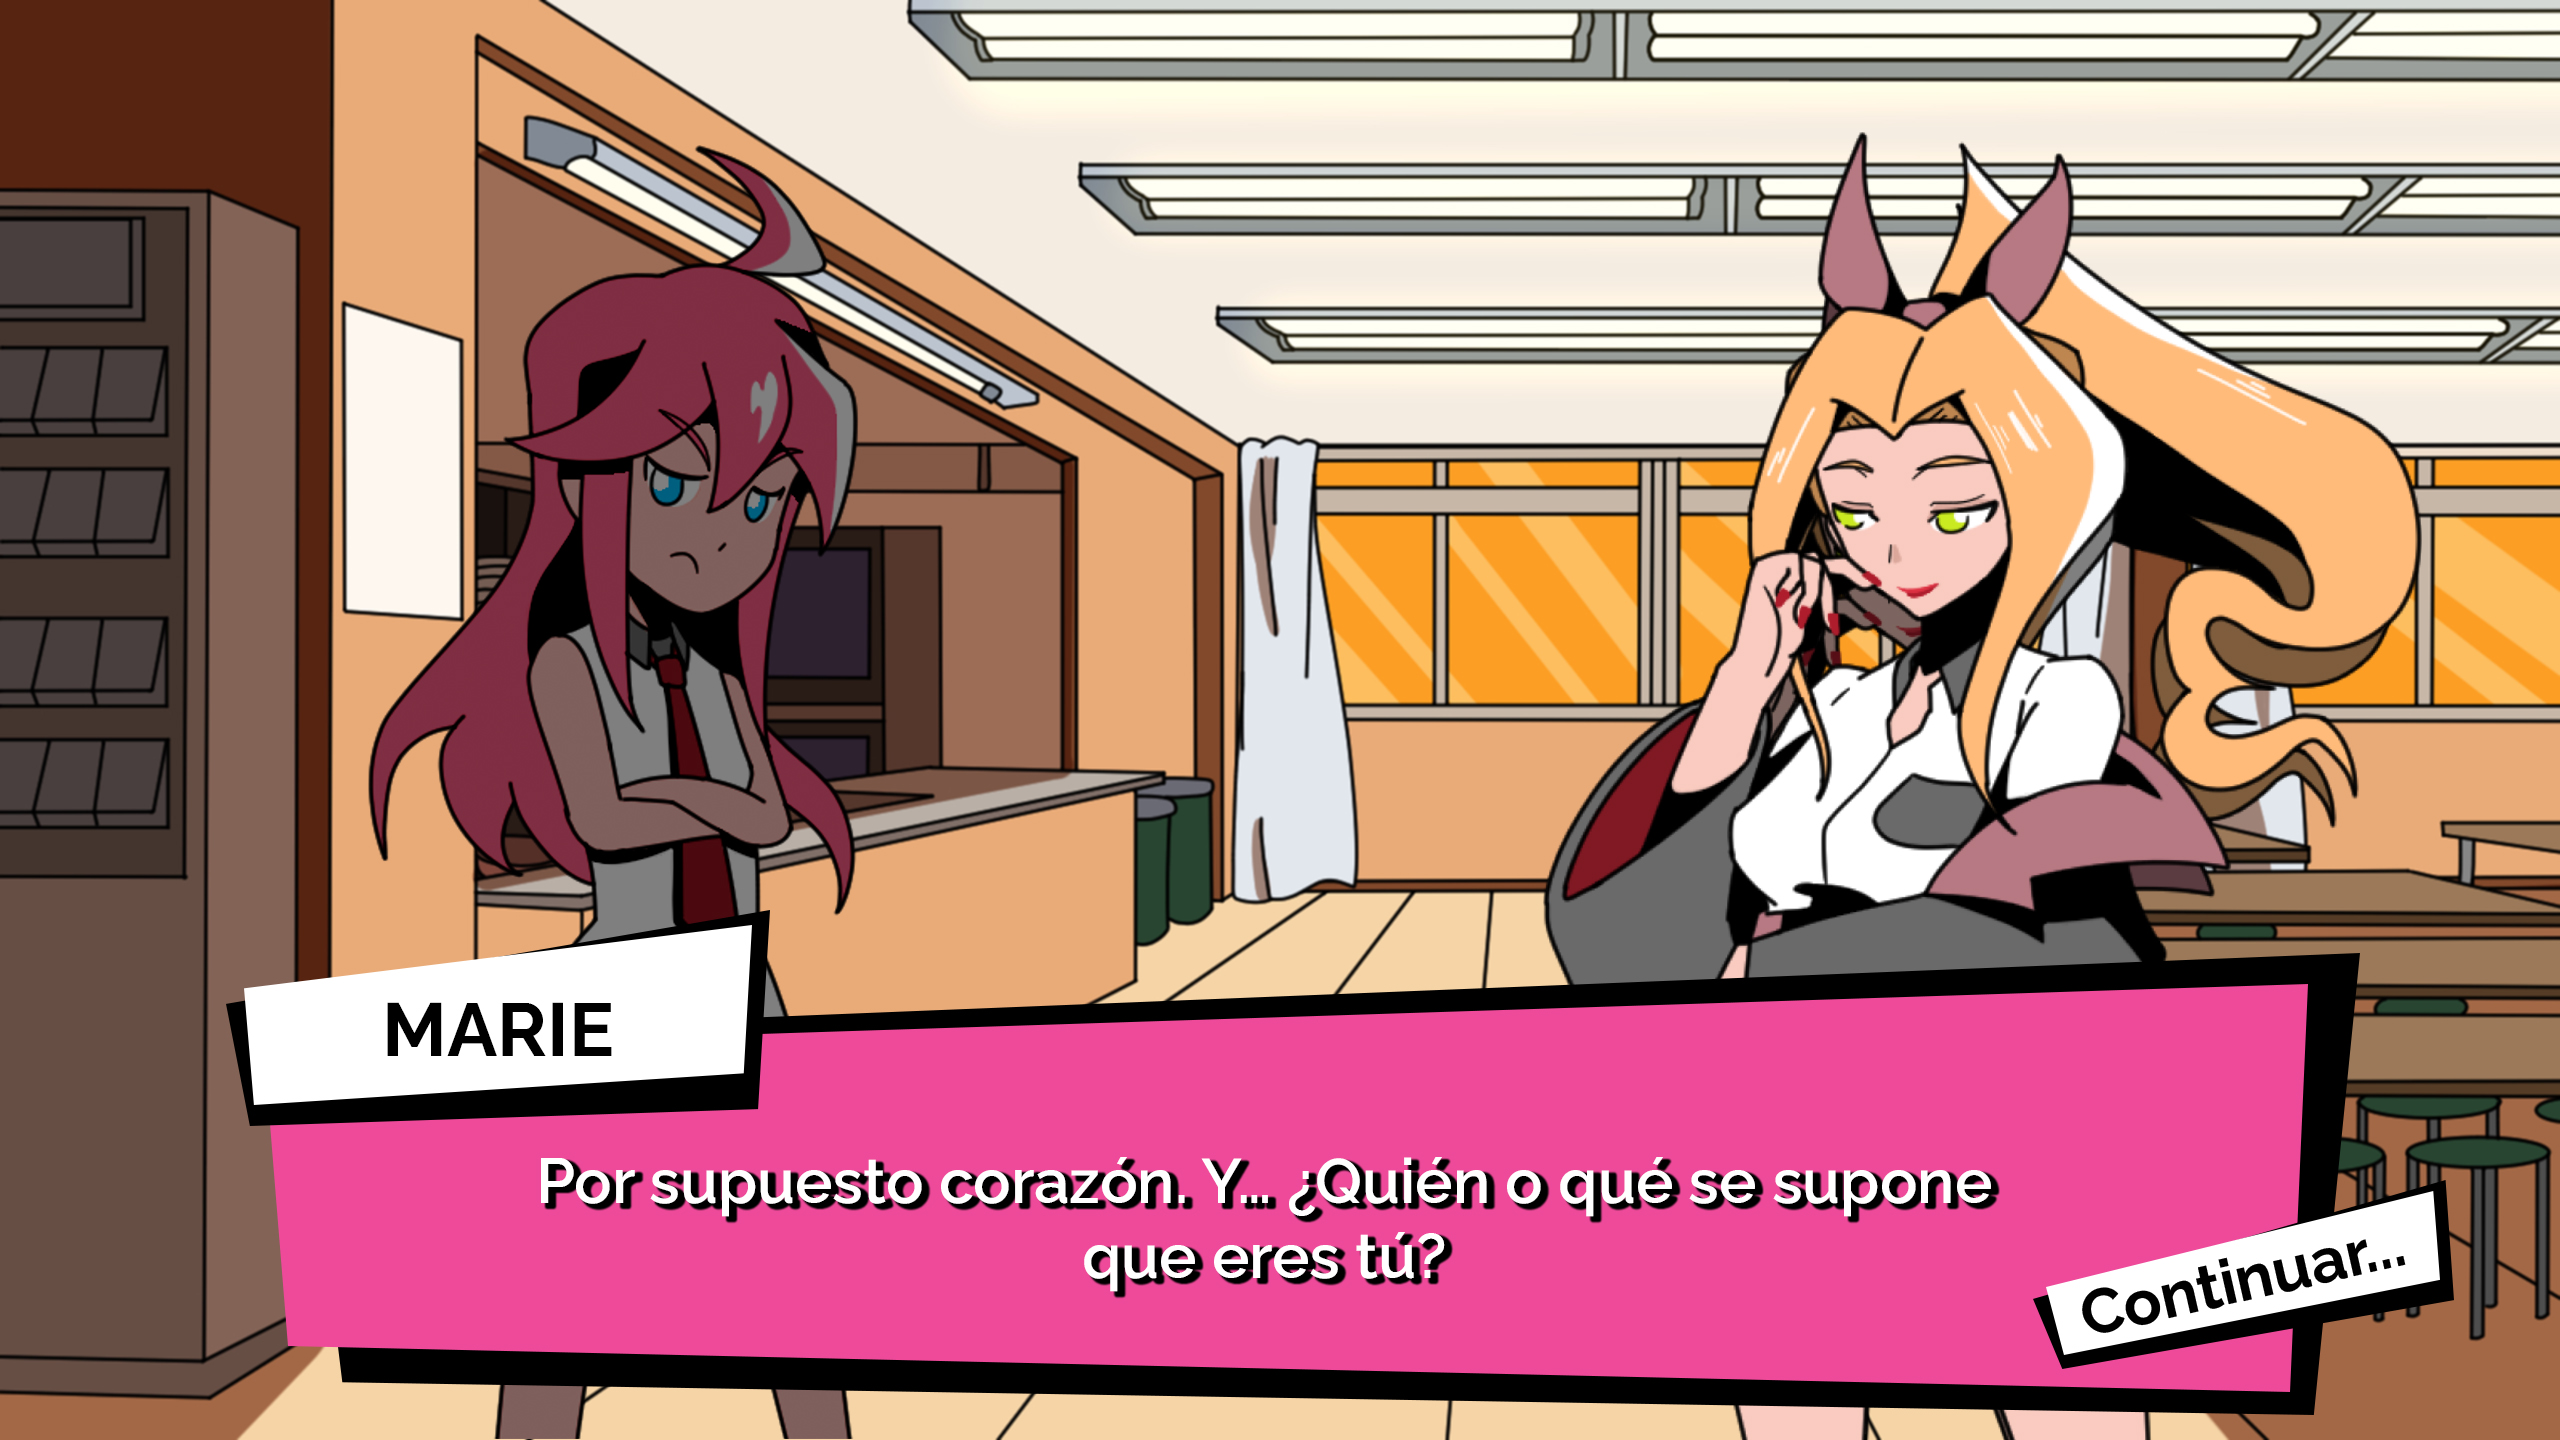 MARIE
Por supuesto corazón. Y... ¿Quién o qué se supone
que eres tú?
Continuar...